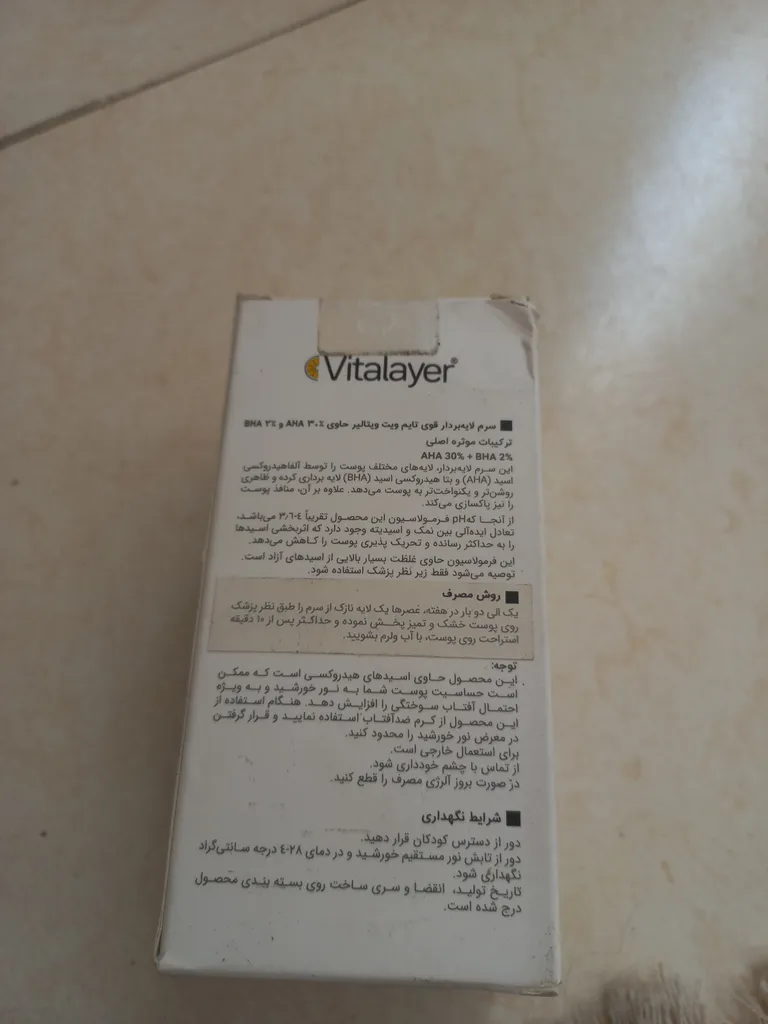 Vitalayer®
سرم لایه‌بردار قوی تایم ویت ویتالیر حاوی ۳۰٪ AHA و ۲٪ BHA
ترکیبات موثره اصلی
AHA 30% + BHA 2%
این سرم لایه‌بردار، لایه‌های مختلف پوست را توسط آلفاهیدروکسی
اسید (AHA) و بتا هیدروکسی اسید (BHA) لایه برداری کرده و ظاهری
روشن‌تر و یکنواخت‌تر به پوست می‌دهد. علاوه بر آن، منافذ پوست
را نیز پاکسازی می‌کند.
از آنجا که pH فرمولاسیون این محصول تقریباً ۴-۳٫۶ می‌باشد،
تعادل ایده‌آلی بین نمک و اسیدیته وجود دارد که اثربخشی اسیدها
را به حداکثر رسانده و تحریک پذیری پوست را کاهش می‌دهد.
این فرمولاسیون حاوی غلظت بسیار بالایی از اسیدهای آزاد است.
توصیه می‌شود فقط زیر نظر پزشک استفاده شود.
روش مصرف
یک الی دو بار در هفته، عصرها یک لایه نازک از سرم را طبق نظر پزشک
روی پوست خشک و تمیز پخش نموده و حداکثر پس از ۱۰ دقیقه
استراحت روی پوست، با آب ولرم بشویید.
توجه:
این محصول حاوی اسیدهای هیدروکسی است که ممکن
است حساسیت پوست شما به نور خورشید و به ویژه
احتمال آفتاب سوختگی را افزایش دهد. هنگام استفاده از
این محصول از کرم ضدآفتاب استفاده نمایید و قرار گرفتن
در معرض نور خورشید را محدود کنید.
برای استعمال خارجی است.
از تماس با چشم خودداری شود.
در صورت بروز آلرژی مصرف را قطع کنید.
شرایط نگهداری
دور از دسترس کودکان قرار دهید.
دور از تابش نور مستقیم خورشید و در دمای ۲۸-۴ درجه سانتی‌گراد
نگهداری شود.
تاریخ تولید، انقضا و سری ساخت روی بسته بندی محصول
درج شده است.